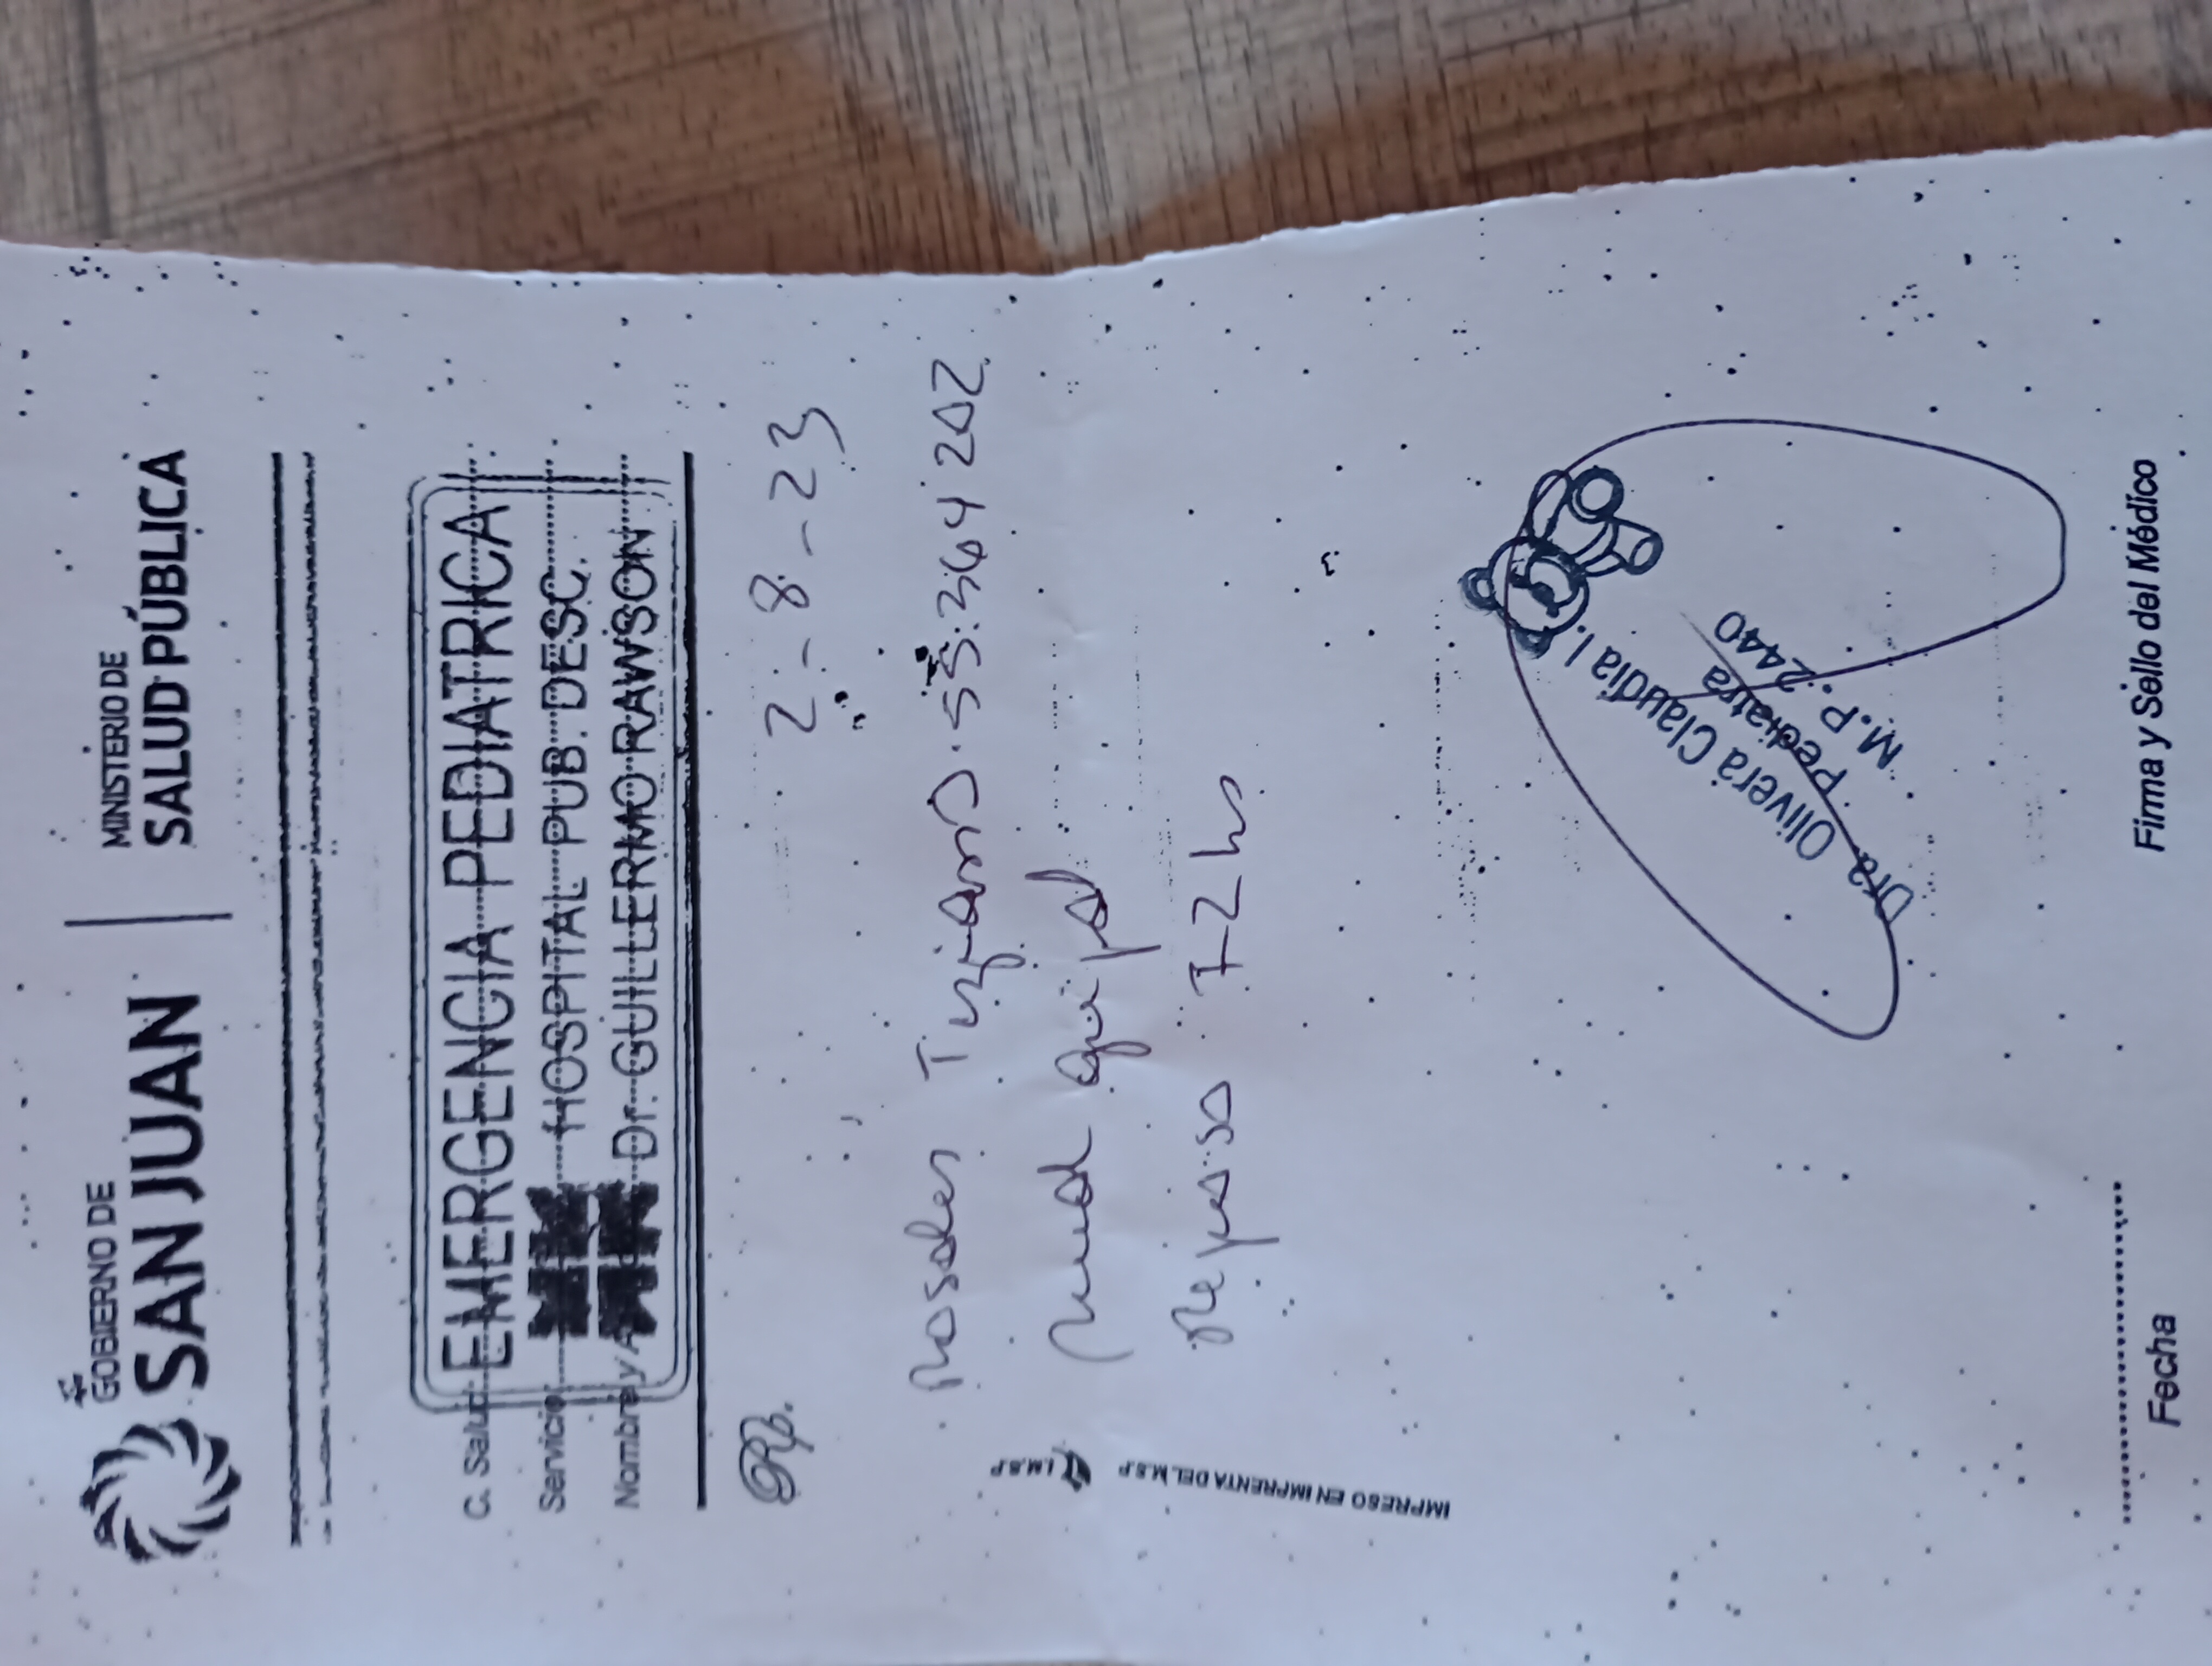 GOBIERNO DE
SAN JUAN
MINISTERIO DE
SALUD PÚBLICA
C. Salud EMERGENCIA PEDIATRICA
Servicio HOSPITAL PUB. DESC.
Nombre y A Dr. GUILLERMO RAWSON
Rp.
2-8-23
Rosales 55.364202
Reposo 72 hs
Dra Olivera Claudia I.
Pediatra
M.P. 2440
I.M.S.P
IMPRESO EN IMPRENTA DEL M.S.P
Fecha
Firma y Sello del Médico